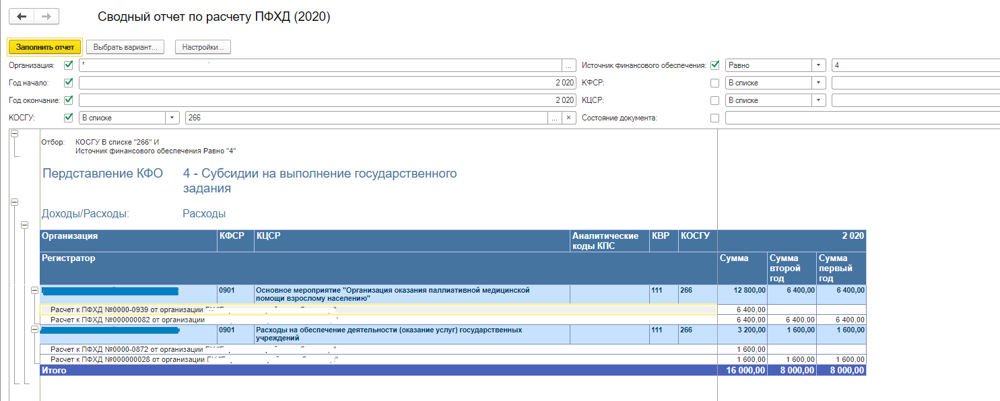 Сводный отчет по расчету ПФХД (2020)
Заполнить отчет Выбрать вариант... Настройки...
Организация: ... Источник финансового обеспечения: Равно 4
Год начало: 2 020 КФСР: В списке
Год окончание: 2 020 КЦСР: В списке
КОСГУ: В списке 266 ... × Состояние документа:
Отбор: КОСГУ В списке "266" И
Источник финансового обеспечения Равно "4"
Пердставление КФО 4 - Субсидии на выполнение государственного
задания
Доходы/Расходы: Расходы
Организация КФСР КЦСР Аналитические КВР КОСГУ 2 020
коды КПС
Регистратор Сумма Сумма Сумма
второй первый
год год
0901 Основное мероприятие "Организация оказания паллиативной медицинской 111 266 12 800,00 6 400,00 6 400,00
помощи взрослому населению"
Расчет к ПФХД №0000-0939 от организации 6 400,00
Расчет к ПФХД №000000082 от организации 6 400,00 6 400,00 6 400,00
0901 Расходы на обеспечение деятельности (оказание услуг) государственных 111 266 3 200,00 1 600,00 1 600,00
учреждений
Расчет к ПФХД №0000-0872 от организации 1 600,00
Расчет к ПФХД №000000028 от организации 1 600,00 1 600,00 1 600,00
Итого 16 000,00 8 000,00 8 000,00